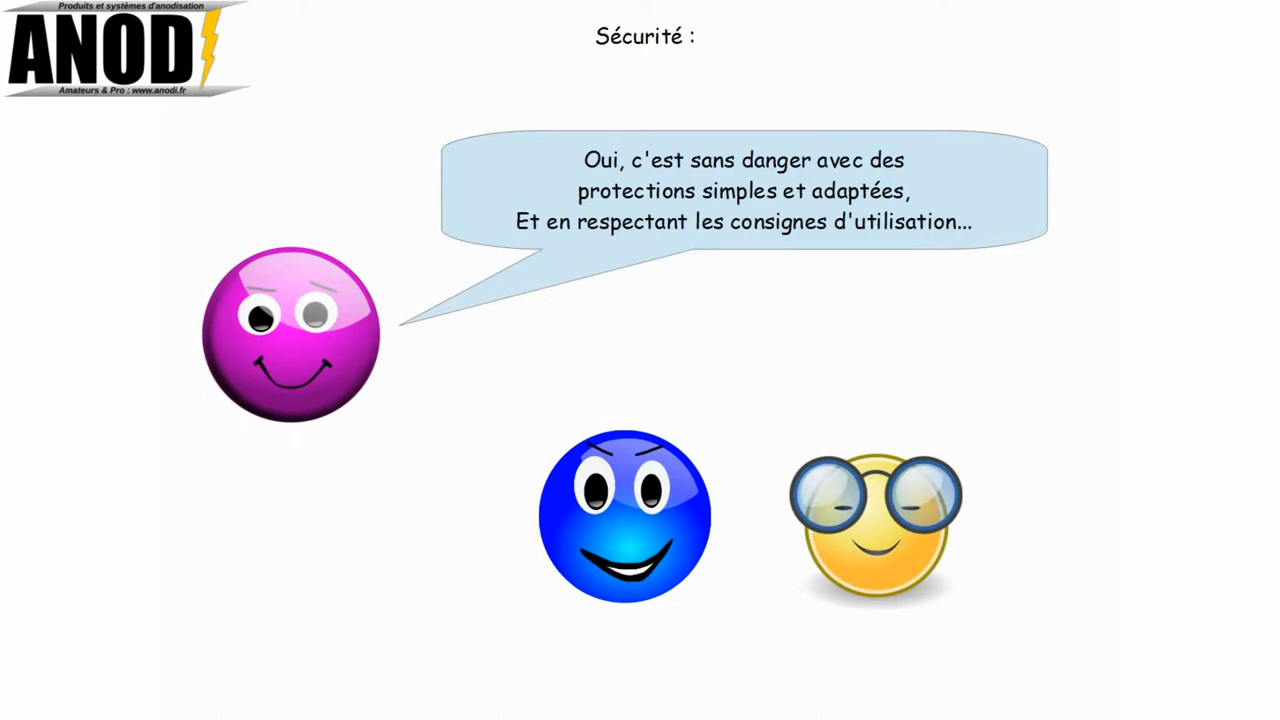 Produits et systèmes d'anodisation
ANODI
Amateurs & Pro : www.anodi.fr
Sécurité :
Oui, c'est sans danger avec des
protections simples et adaptées,
Et en respectant les consignes d'utilisation...